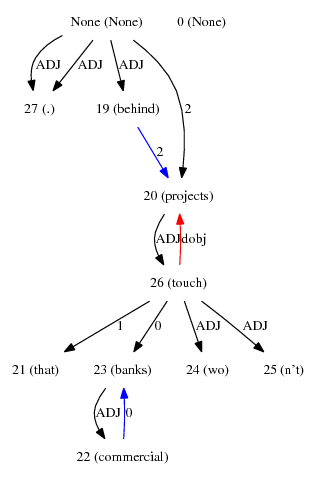 None (None) 0 (None)
ADJ ADJ ADJ
27 (.) 19 (behind) 2
2
20 (projects)
ADJ dobj
26 (touch)
1 0 ADJ ADJ
21 (that) 23 (banks) 24 (wo) 25 (n't)
ADJ 0
22 (commercial)